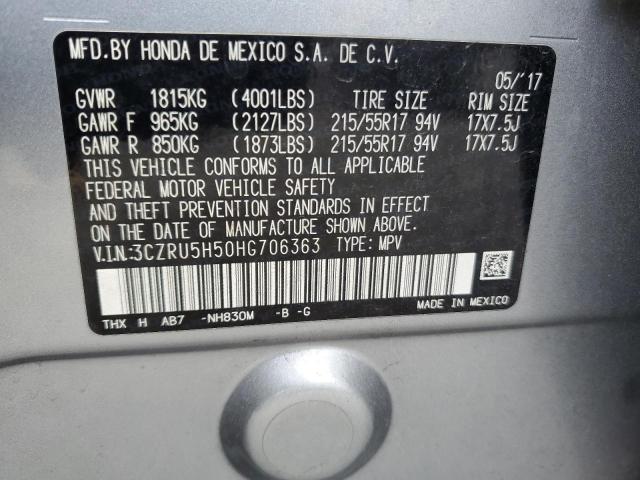 MFD.BY HONDA DE MEXICO S.A. DE C.V.
05/'17
GVWR 1815KG (4001LBS) TIRE SIZE RIM SIZE
GAWR F 965KG (2127LBS) 215/55R17 94V 17X7.5J
GAWR R 850KG (1873LBS) 215/55R17 94V 17X7.5J
THIS VEHICLE CONFORMS TO ALL APPLICABLE
FEDERAL MOTOR VEHICLE SAFETY
AND THEFT PREVENTION STANDARDS IN EFFECT
ON THE DATE OF MANUFACTURE SHOWN ABOVE.
V.I.N:3CZRU5H50HG706363 TYPE: MPV
MADE IN MEXICO
THX H AB7 -NH830M -B -G